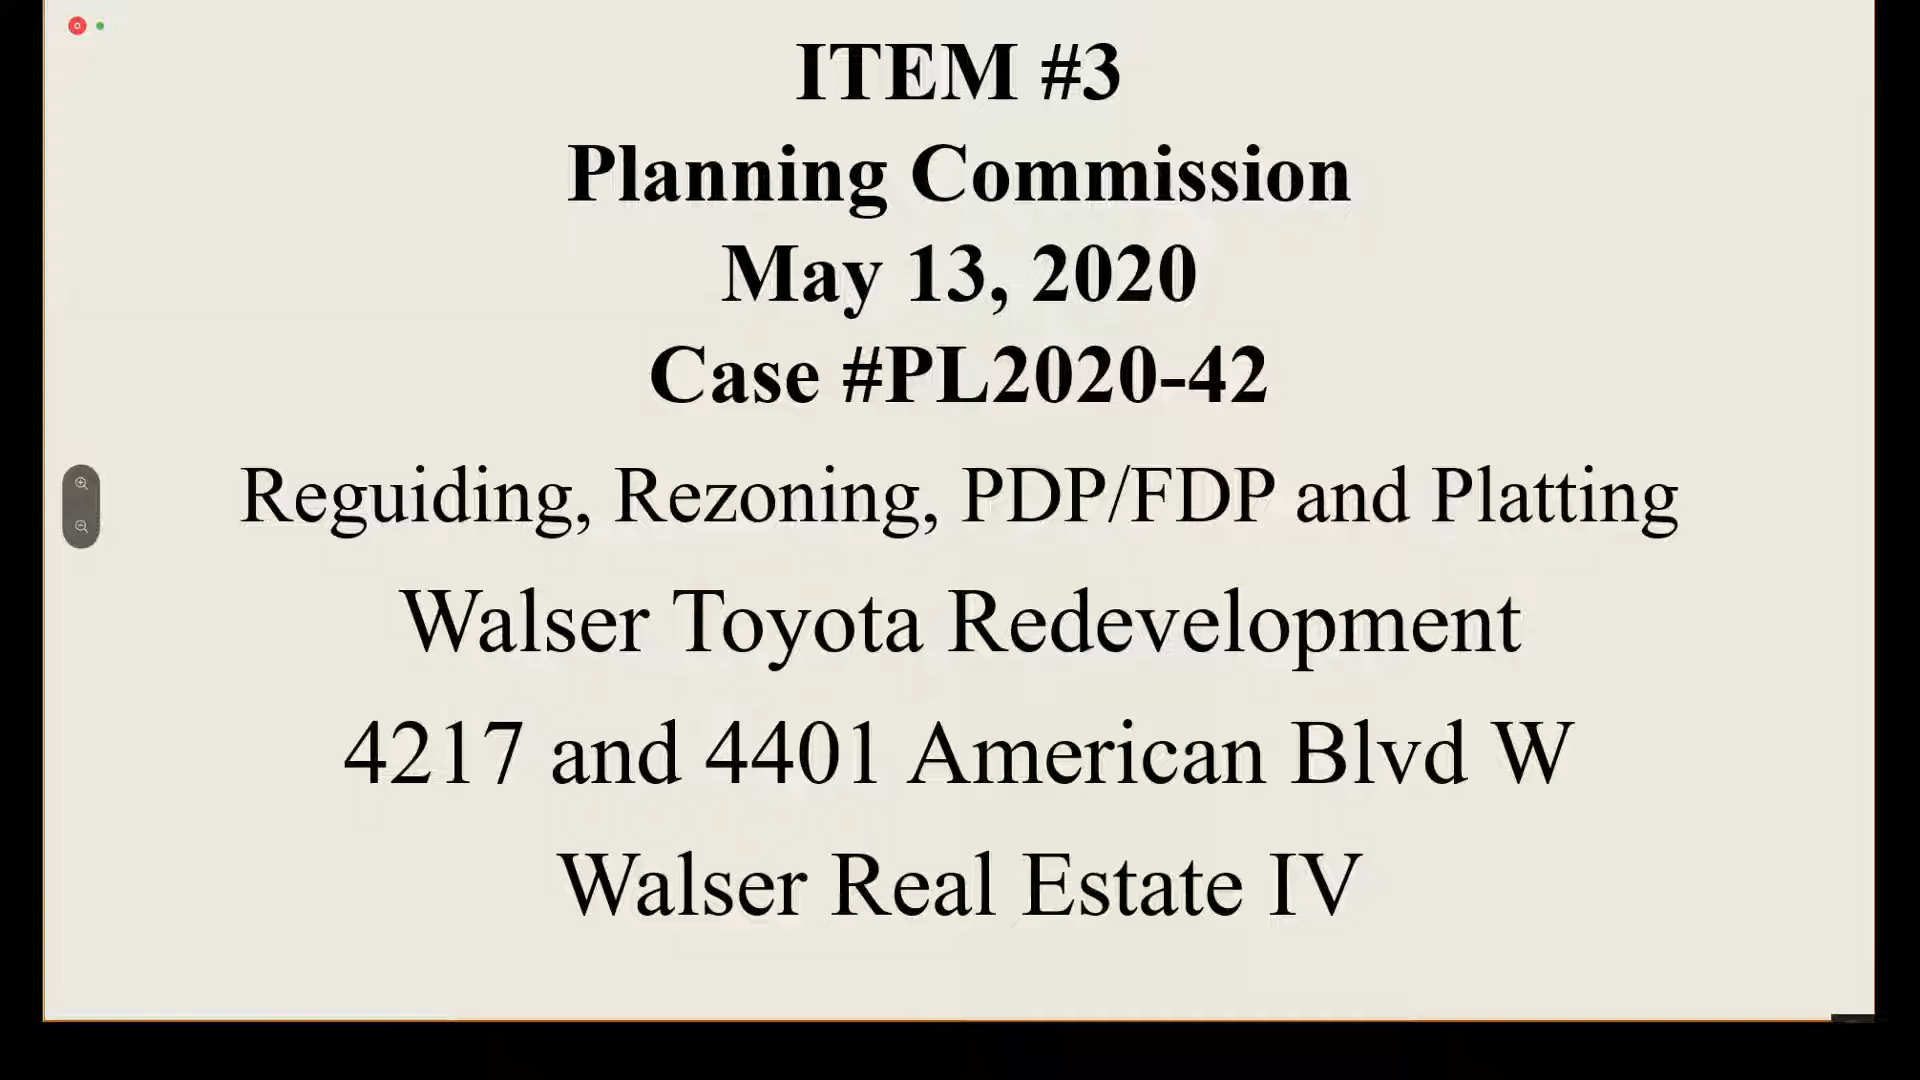 ITEM #3
Planning Commission
May 13, 2020
Case #PL2020-42
Reguiding, Rezoning, PDP/FDP and Platting
Walser Toyota Redevelopment
4217 and 4401 American Blvd W
Walser Real Estate IV